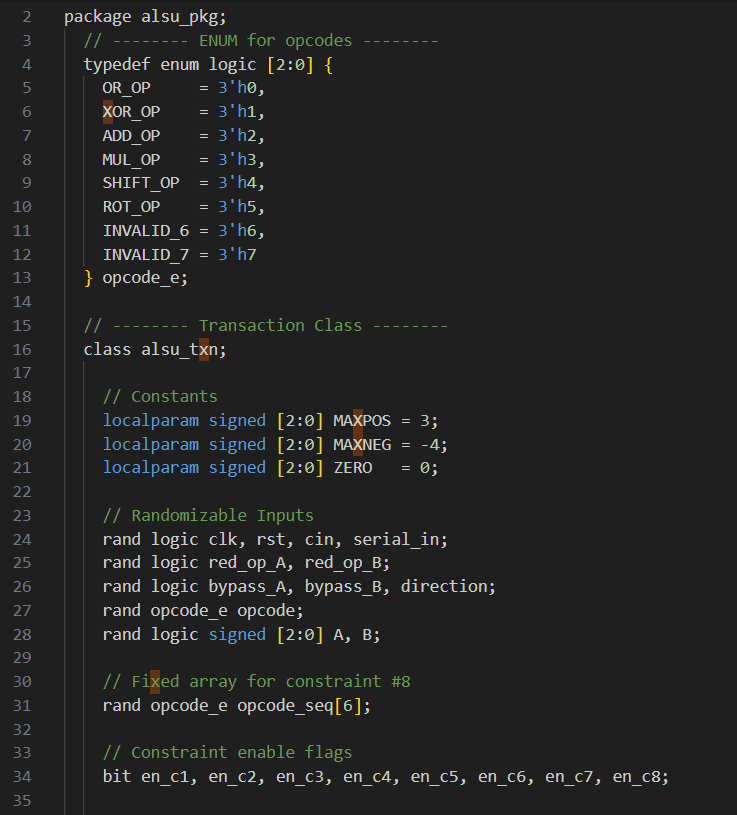 2 package alsu_pkg;
3 // -------- ENUM for opcodes --------
4 typedef enum logic [2:0] {
5 OR_OP = 3'h0,
6 XOR_OP = 3'h1,
7 ADD_OP = 3'h2,
8 MUL_OP = 3'h3,
9 SHIFT_OP = 3'h4,
10 ROT_OP = 3'h5,
11 INVALID_6 = 3'h6,
12 INVALID_7 = 3'h7
13 } opcode_e;
14
15 // -------- Transaction Class --------
16 class alsu_txn;
17
18 // Constants
19 localparam signed [2:0] MAXPOS = 3;
20 localparam signed [2:0] MAXNEG = -4;
21 localparam signed [2:0] ZERO = 0;
22
23 // Randomizable Inputs
24 rand logic clk, rst, cin, serial_in;
25 rand logic red_op_A, red_op_B;
26 rand logic bypass_A, bypass_B, direction;
27 rand opcode_e opcode;
28 rand logic signed [2:0] A, B;
29
30 // Fixed array for constraint #8
31 rand opcode_e opcode_seq[6];
32
33 // Constraint enable flags
34 bit en_c1, en_c2, en_c3, en_c4, en_c5, en_c6, en_c7, en_c8;
35